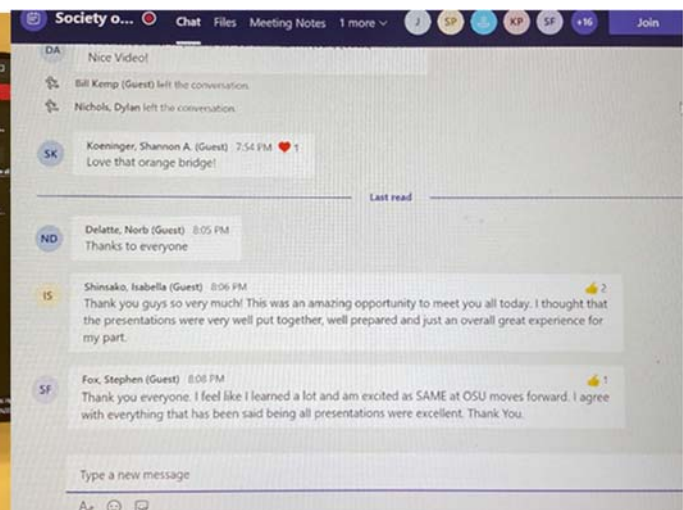 Society o... Chat Files Meeting Notes 1 more J SP KP SF +16 Join
DA
Nice Video!
Bill Kemp (Guest) left the conversation.
Nichols, Dylan left the conversation.
SK
Koeninger, Shannon A. (Guest) 7:54 PM 1
Love that orange bridge!
Last read
ND
Delatte, Norb (Guest) 8:05 PM
Thanks to everyone
IS
Shinsako, Isabella (Guest) 8:06 PM 2
Thank you guys so very much! This was an amazing opportunity to meet you all today. I thought that
the presentations were very well put together, well prepared and just an overall great experience for
my part.
SF
Fox, Stephen (Guest) 8:08 PM 1
Thank you everyone. I feel like I learned a lot and am excited as SAME at OSU moves forward. I agree
with everything that has been said being all presentations were excellent. Thank You.
Type a new message